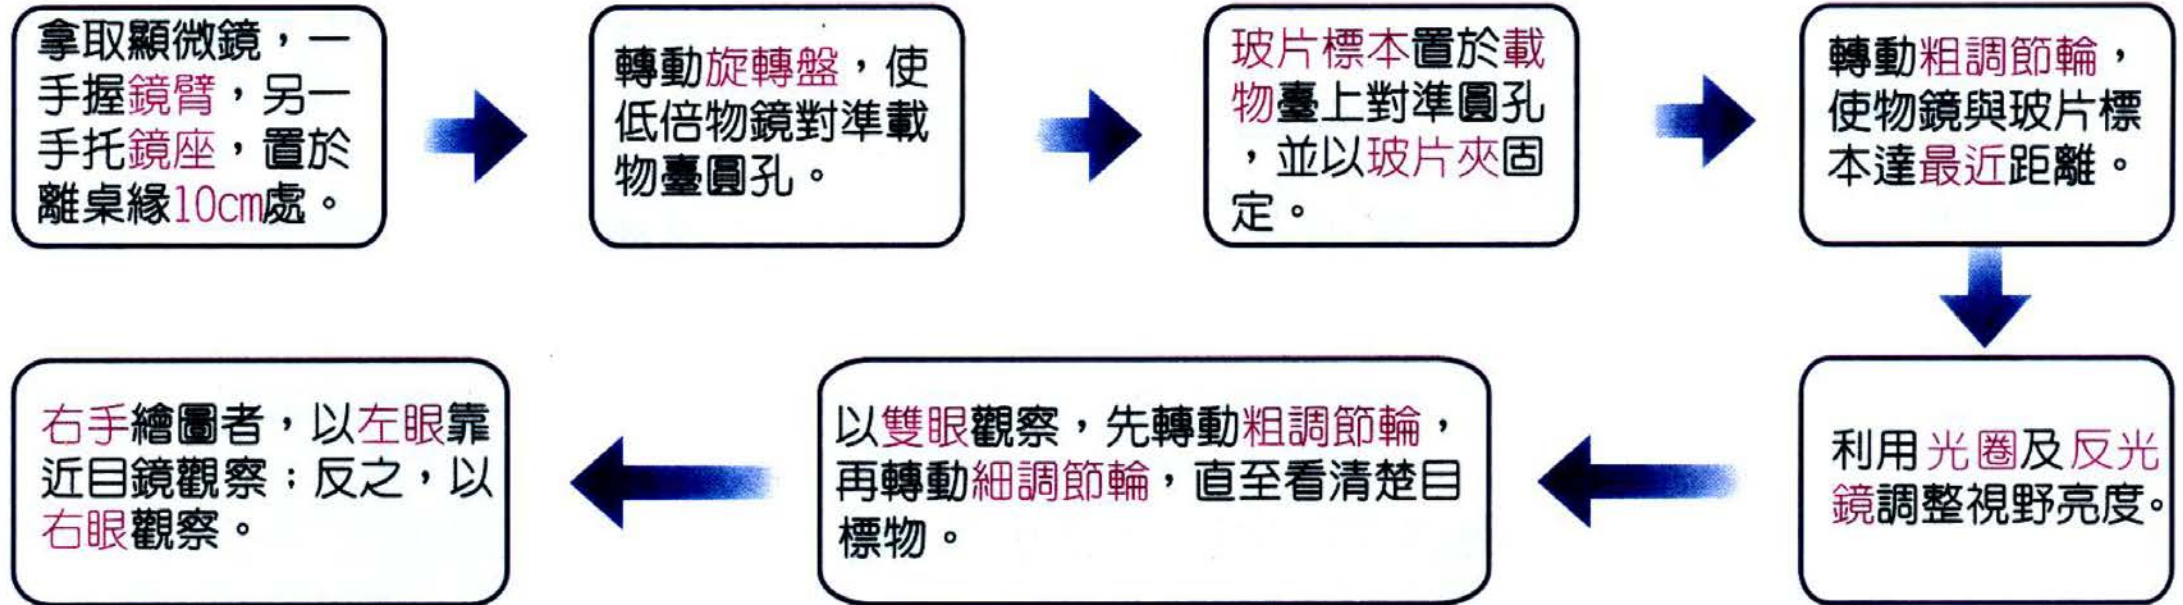 拿取顯微鏡，一
手握鏡臂，另一
手托鏡座，置於
離桌緣10cm處。
轉動旋轉盤，使
低倍物鏡對準載
物臺圓孔。
玻片標本置於載
物臺上對準圓孔
，並以玻片夾固
定。
轉動粗調節輪，
使物鏡與玻片標
本達最近距離。
利用光圈及反光
鏡調整視野亮度。
以雙眼觀察，先轉動粗調節輪，
再轉動細調節輪，直至看清楚目
標物。
右手繪圖者，以左眼靠
近目鏡觀察；反之，以
右眼觀察。